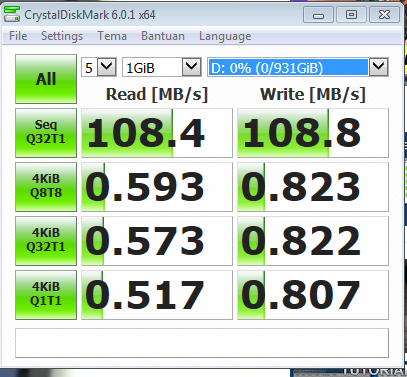 CrystalDiskMark 6.0.1 x64
File Settings Tema Bantuan Language
All 5 1GiB D: 0% (0/931GiB)
Read [MB/s] Write [MB/s]
Seq Q32T1 108.4 108.8
4KiB Q8T8 0.593 0.823
4KiB Q32T1 0.573 0.822
4KiB Q1T1 0.517 0.807
TUTORIA